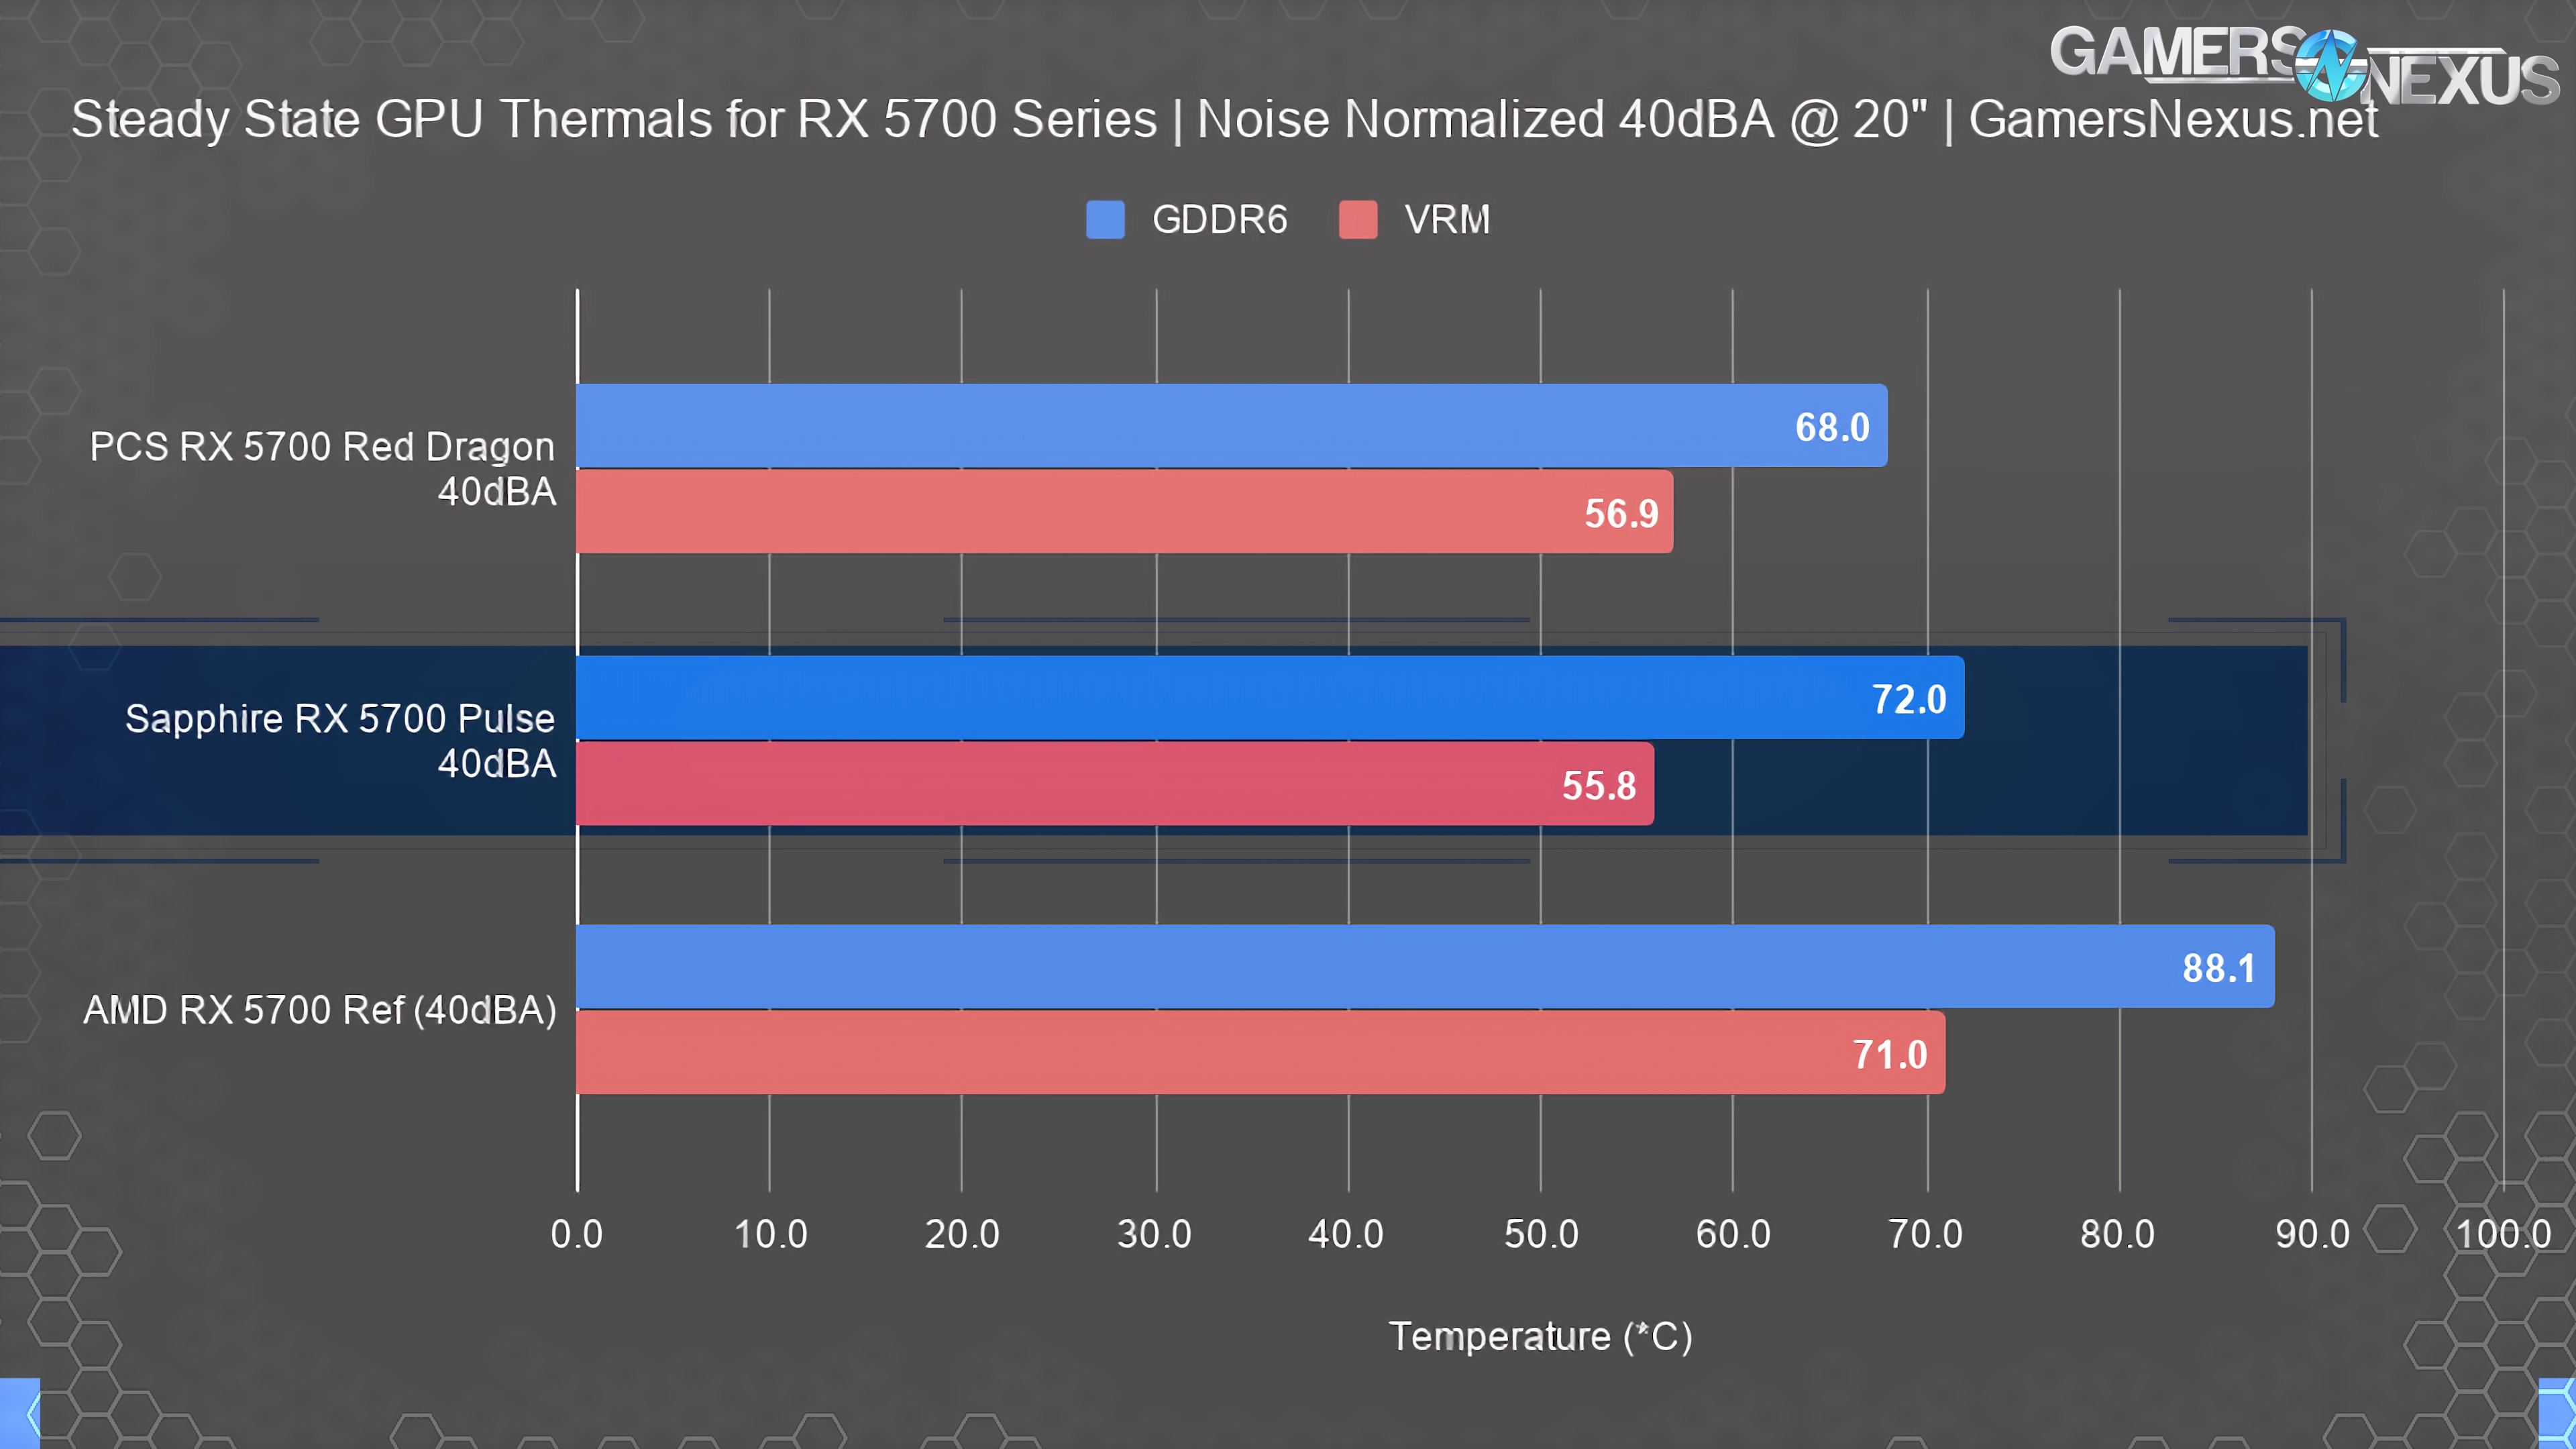 GAMERS NEXUS
Steady State GPU Thermals for RX 5700 Series | Noise Normalized 40dBA @ 20" | GamersNexus.net
GDDR6 VRM
PCS RX 5700 Red Dragon
40dBA
68.0
56.9
Sapphire RX 5700 Pulse
40dBA
72.0
55.8
AMD RX 5700 Ref (40dBA)
88.1
71.0
0.0 10.0 20.0 30.0 40.0 50.0 60.0 70.0 80.0 90.0 100.0
Temperature (*C)